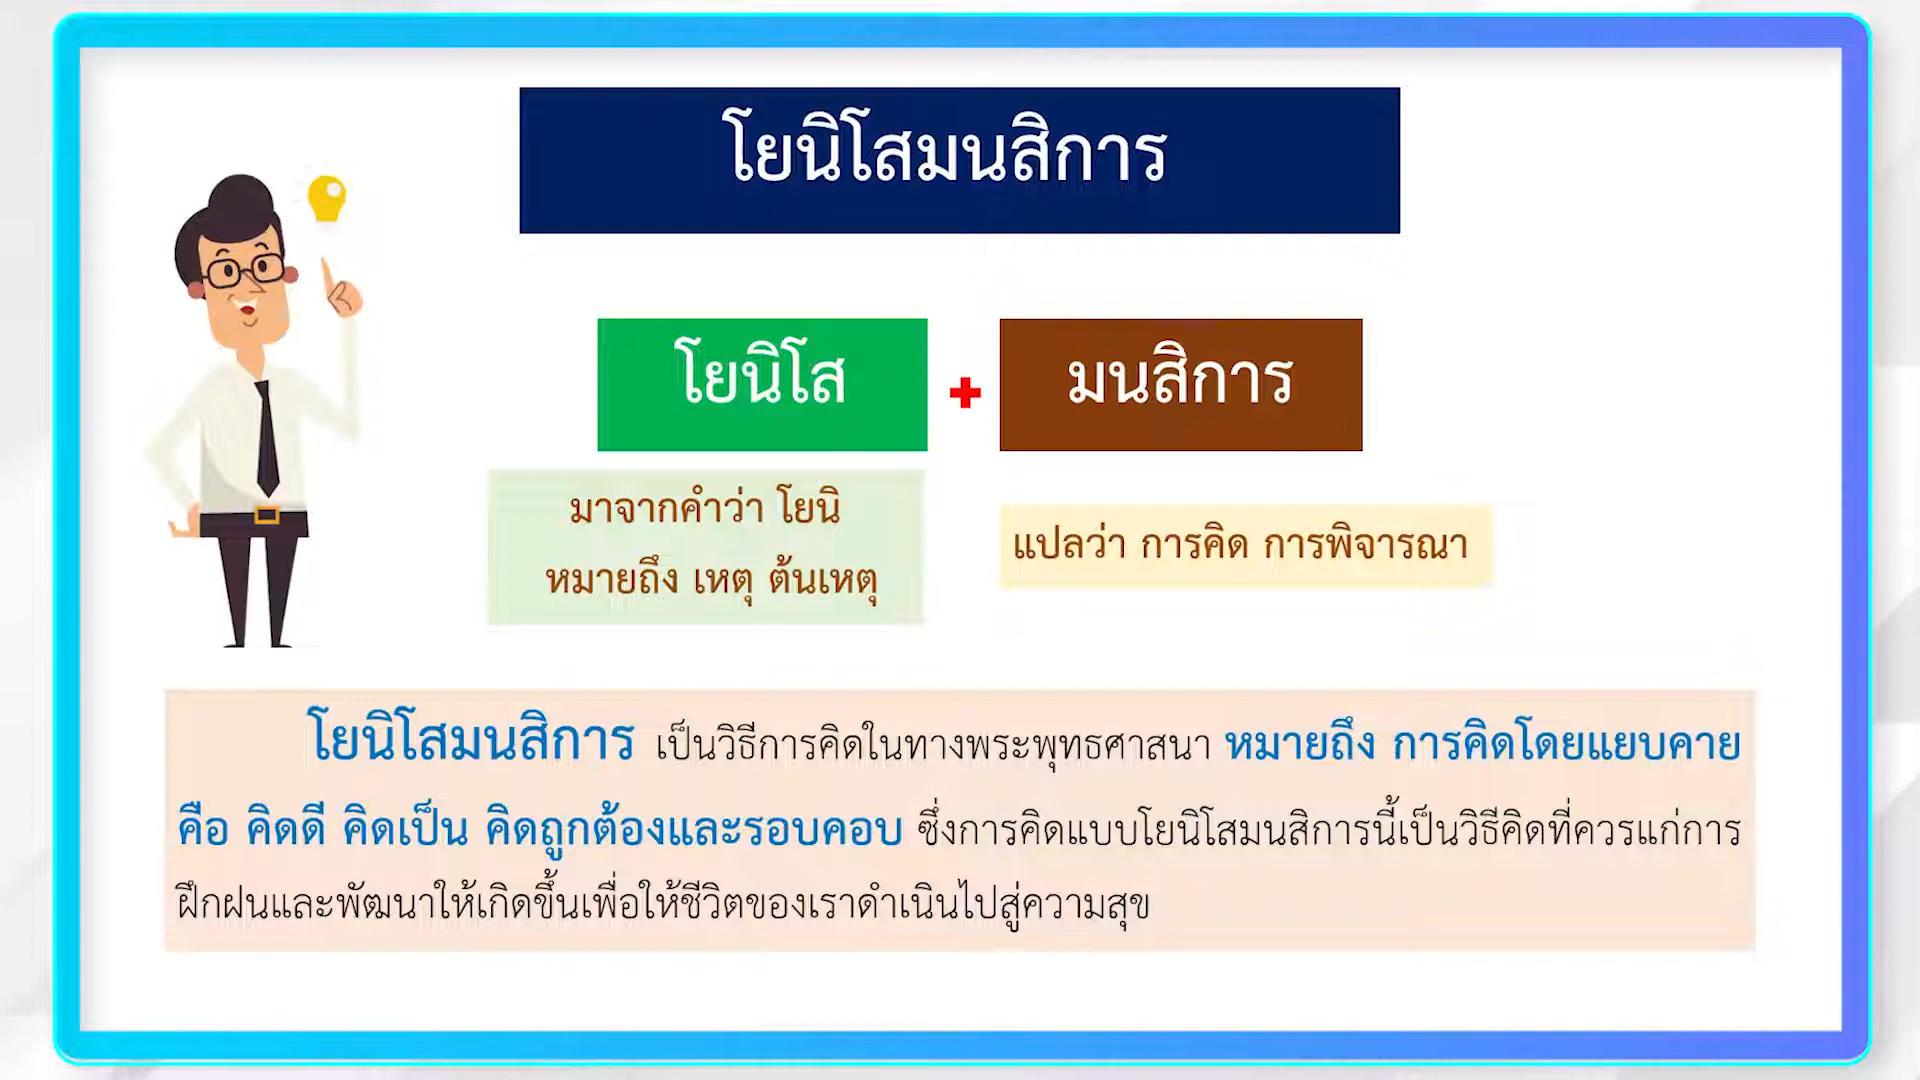 โยนิโสมนสิการ
โยนิโส + มนสิการ
มาจากคำว่า โยนิ
หมายถึง เหตุ ต้นเหตุ
แปลว่า การคิด การพิจารณา
โยนิโสมนสิการ เป็นวิธีการคิดในทางพระพุทธศาสนา หมายถึง การคิดโดยแยบคาย
คือ คิดดี คิดเป็น คิดถูกต้องและรอบคอบ ซึ่งการคิดแบบโยนิโสมนสิการนี้เป็นวิธีคิดที่ควรแก่การ
ฝึกฝนและพัฒนาให้เกิดขึ้นเพื่อให้ชีวิตของเราดำเนินไปสู่ความสุข